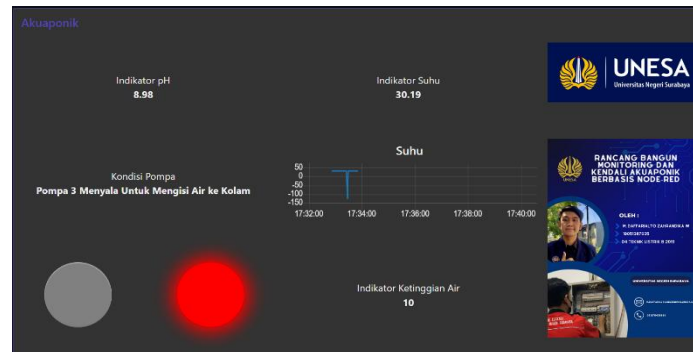 Akuaponik
Indikator pH
8.98
Indikator Suhu
30.19
UNESA
Universitas Negeri Surabaya
Kondisi Pompa
Pompa 3 Menyala Untuk Mengisi Air ke Kolam
Suhu
50
0
-50
-100
-150
17:32:00
17:34:00
17:36:00
17:38:00
17:40:00
Indikator Ketinggian Air
10
RANCANG BANGUN
MONITORING DAN
KENDALI AKUAPONIK
BERBASIS NODE-RED
OLEH :
UNIVERSITAS NEGERI SURABAYA